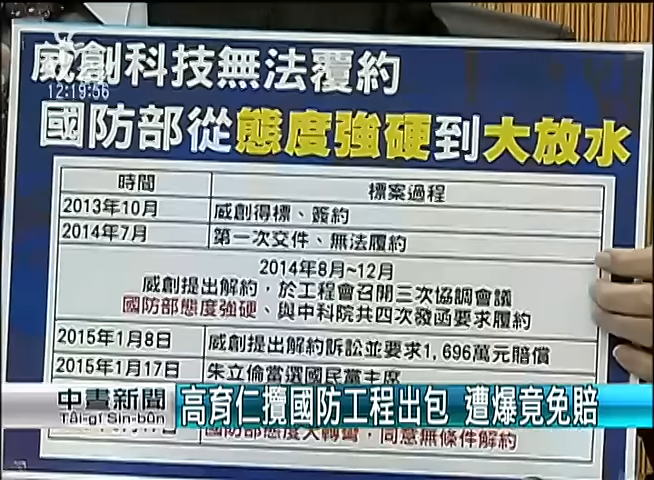 威創科技無法覆約
12:19:56
國防部從態度強硬到大放水
時間 標案過程
2013年10月 威創得標、簽約
2014年7月 第一次交件、無法履約
2014年8月~12月
威創提出解約，於工程會召開三次協調會議
國防部態度強硬、與中科院共四次發函要求履約
2015年1月8日 威創提出解約訴訟並要求1,696萬元賠償
2015年1月17日 朱立倫當選國民黨主席
中晝新聞 高育仁攬國防工程出包 遭爆竟免賠
Tâi-gí Sin-bûn
國防部態度大轉彎，同意無條件解約